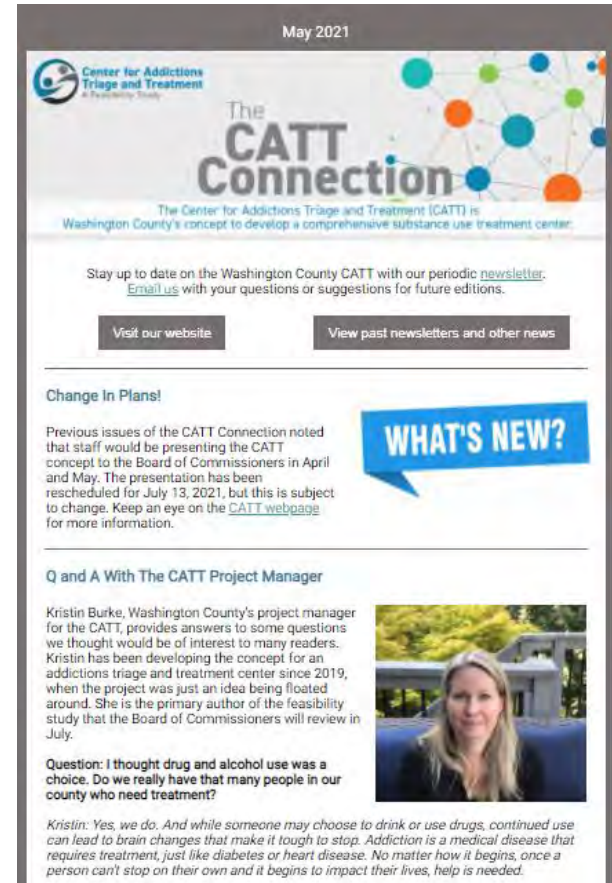 May 2021
Center for Addictions
Triage and Treatment
A Feasibility Study
The
CATT
Connection
The Center for Addictions Triage and Treatment (CATT) is
Washington County's concept to develop a comprehensive substance use treatment center.
Stay up to date on the Washington County CATT with our periodic newsletter.
Email us with your questions or suggestions for future editions.
Visit our website
View past newsletters and other news
Change In Plans!
Previous issues of the CATT Connection noted
that staff would be presenting the CATT
concept to the Board of Commissioners in April
and May. The presentation has been
rescheduled for July 13, 2021, but this is subject
to change. Keep an eye on the CATT webpage
for more information.
WHAT'S NEW?
Q and A With The CATT Project Manager
Kristin Burke, Washington County's project manager
for the CATT, provides answers to some questions
we thought would be of interest to many readers.
Kristin has been developing the concept for an
addictions triage and treatment center since 2019,
when the project was just an idea being floated
around. She is the primary author of the feasibility
study that the Board of Commissioners will review in
July.
Question: I thought drug and alcohol use was a
choice. Do we really have that many people in our
county who need treatment?
Kristin: Yes, we do. And while someone may choose to drink or use drugs, continued use
can lead to brain changes that make it tough to stop. Addiction is a medical disease that
requires treatment, just like diabetes or heart disease. No matter how it begins, once a
person can't stop on their own and it begins to impact their lives, help is needed.